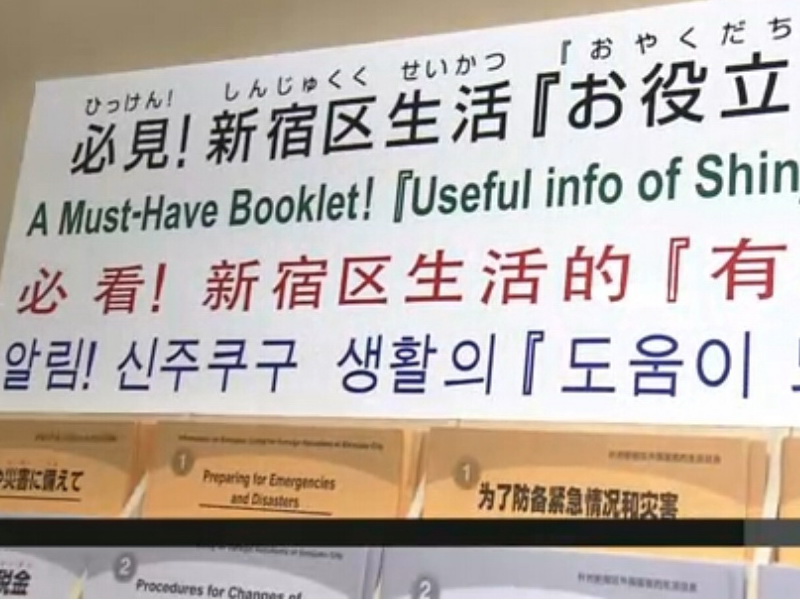 ひっけん! しんじゅくく せいかつ 『おやくだち
必見! 新宿区生活『お役立
A Must-Have Booklet! 『Useful info of Shin
必看! 新宿区生活的『有
알림! 신주쿠구 생활의『도움이
災害に備えて
1
Preparing for Emergencies
and Disasters
1
为了防备紧急情况和灾害
税金
2
Procedures for Changes of
2